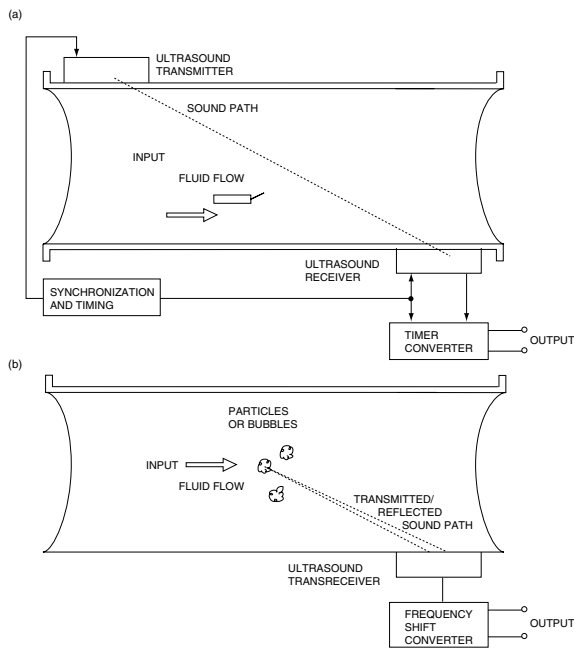 (a)
ULTRASOUND
TRANSMITTER
SOUND PATH
INPUT
FLUID FLOW
ULTRASOUND
RECEIVER
SYNCHRONIZATION
AND TIMING
TIMER
CONVERTER
OUTPUT
(b)
PARTICLES
OR BUBBLES
INPUT
FLUID FLOW
TRANSMITTED/
REFLECTED
SOUND PATH
ULTRASOUND
TRANSRECEIVER
FREQUENCY
SHIFT
CONVERTER
OUTPUT